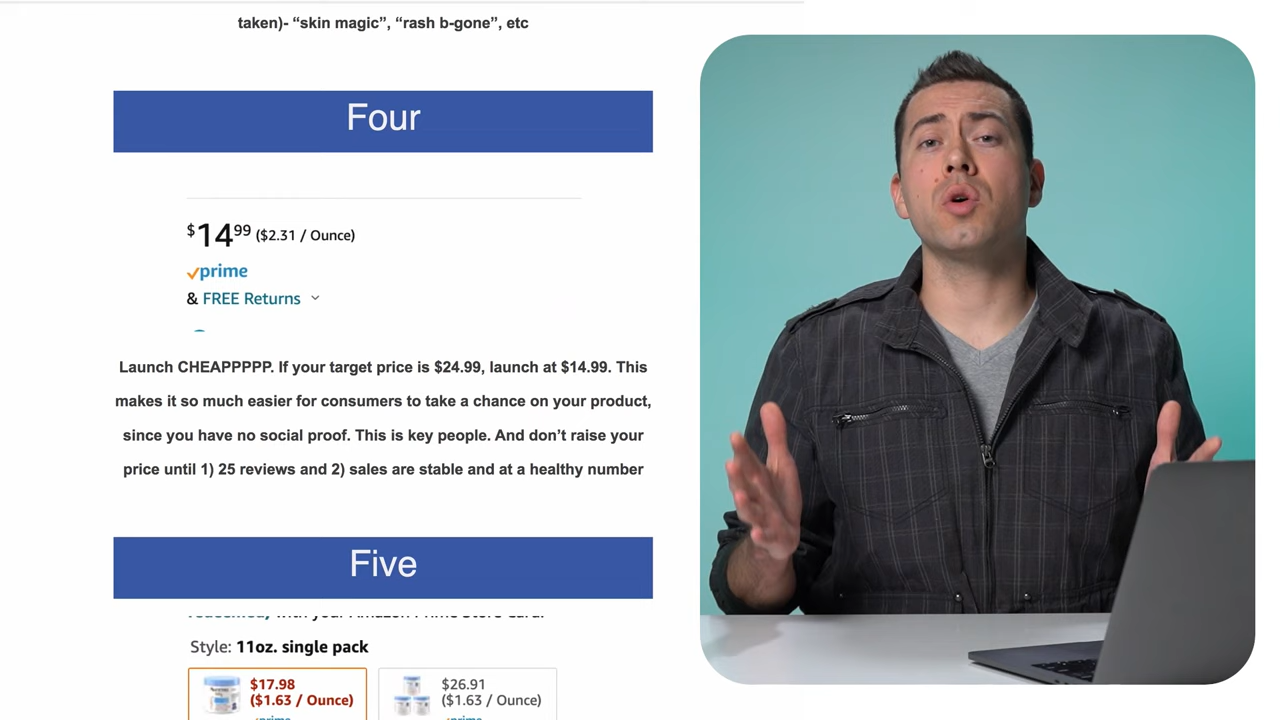 taken)- “skin magic”, “rash b-gone”, etc
Four
$14 99 ($2.31 / Ounce)
prime
& FREE Returns
Launch CHEAPPPPP. If your target price is $24.99, launch at $14.99. This
makes it so much easier for consumers to take a chance on your product,
since you have no social proof. This is key people. And don’t raise your
price until 1) 25 reviews and 2) sales are stable and at a healthy number
Five
Style: 11oz. single pack
$17.98 $26.91
($1.63 / Ounce) ($1.63 / Ounce)